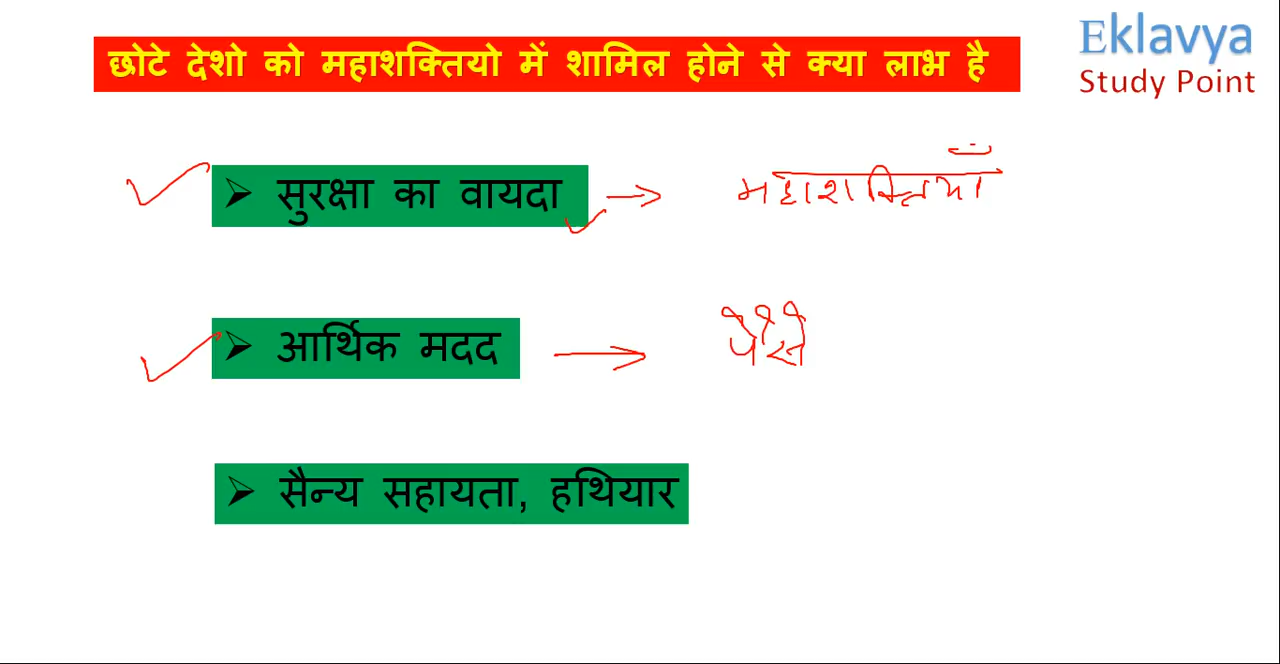 Eklavya
Study Point
छोटे देशो को महाशक्तियो में शामिल होने से क्या लाभ है
➢ सुरक्षा का वायदा → महाशक्तियां
➢ आर्थिक मदद → पैसे
➢ सैन्य सहायता, हथियार